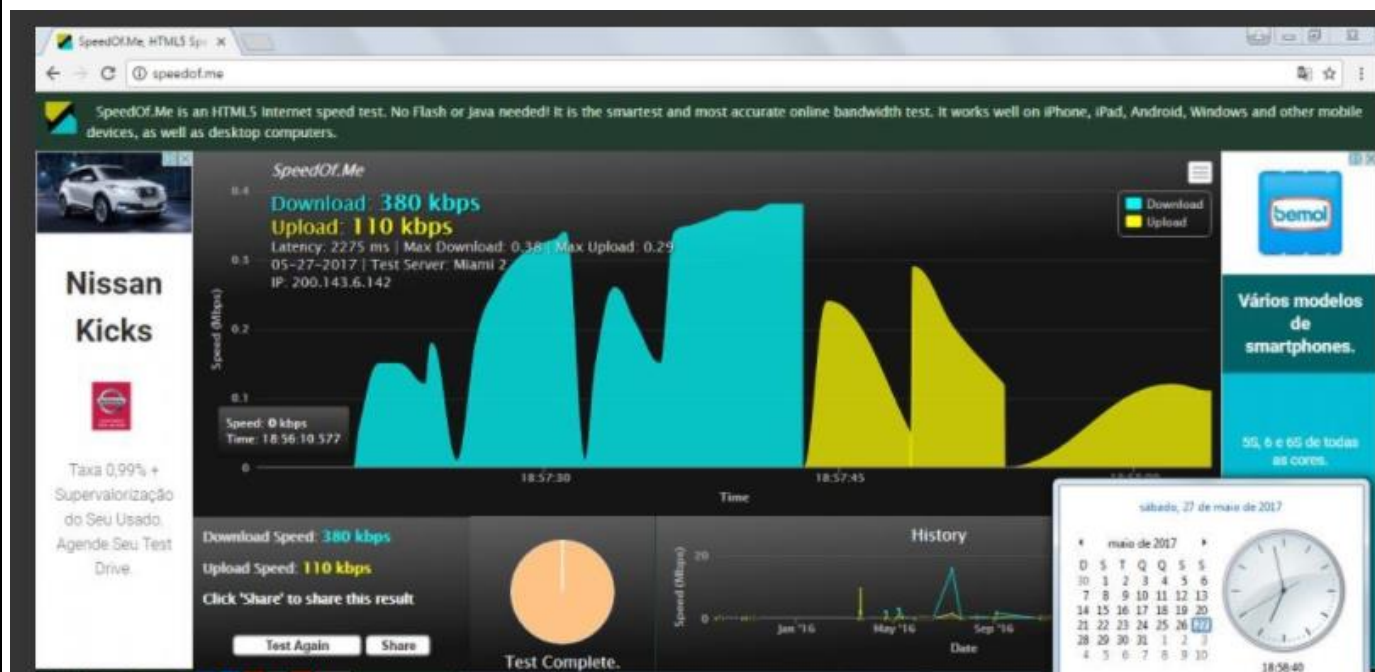 SpeedOf.Me, HTML5 Spe
speedof.me
SpeedOf.Me is an HTML5 Internet speed test. No Flash or Java needed! It is the smartest and most accurate online bandwidth test. It works well on iPhone, iPad, Android, Windows and other mobile
devices, as well as desktop computers.
Nissan
Kicks
Taxa 0,99% +
Supervalorização
do Seu Usado.
Agende Seu Test
Drive.
SpeedOf.Me
Download: 380 kbps
Upload: 110 kbps
Latency: 2275 ms | Max Download: 0.38 | Max Upload: 0.29
05-27-2017 | Test Server: Miami 2
IP: 200.143.6.142
Download
Upload
0.4
0.3
0.2
0.1
0
Speed (Mbps)
Speed: 0 kbps
Time: 18:56:10.577
18:57:30
18:57:45
Time
bemol
Vários modelos
de
smartphones.
5S, 6 e 6S de todas
as cores.
Download Speed: 380 kbps
Upload Speed: 110 kbps
Click 'Share' to share this result
Test Again
Share
Test Complete.
History
Speed (Mbps)
20
0
Jan '16
May '16
Sep '16
Date
sábado, 27 de maio de 2017
maio de 2017
D S T Q Q S S
30 1 2 3 4 5 6
7 8 9 10 11 12 13
14 15 16 17 18 19 20
21 22 23 24 25 26 27
28 29 30 31 1 2 3
4 5 6 7 8 9 10
18:58:40